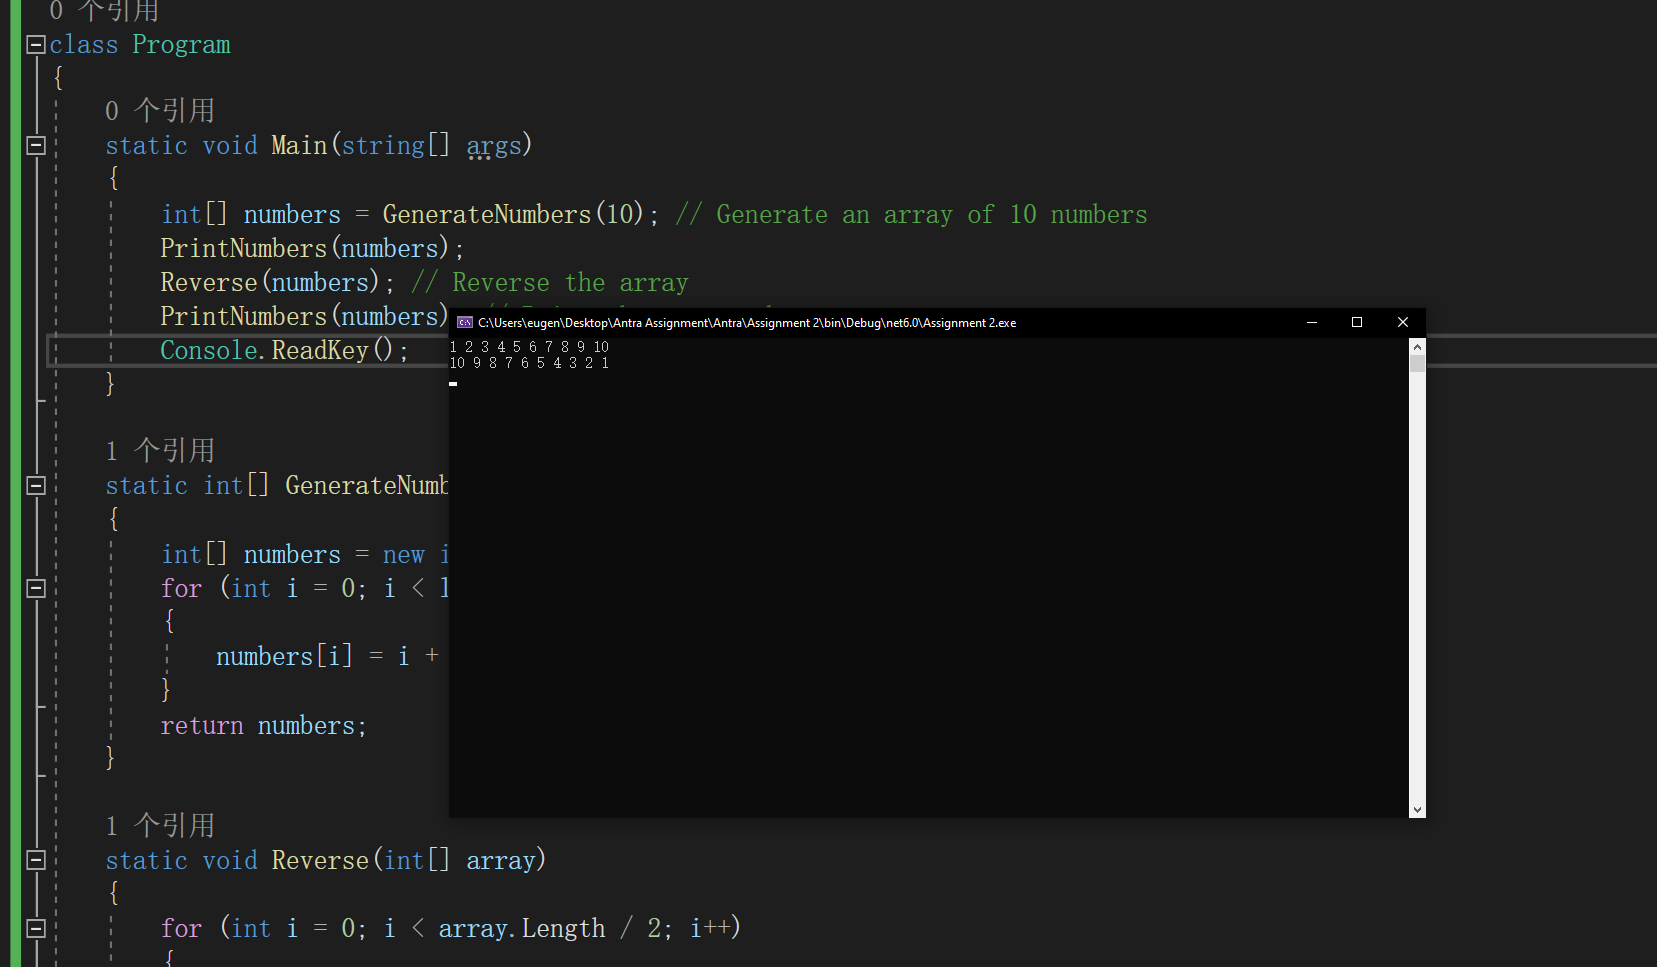 0 个引用
class Program
{
0 个引用
static void Main(string[] args)
{
int[] numbers = GenerateNumbers(10); // Generate an array of 10 numbers
PrintNumbers(numbers);
Reverse(numbers); // Reverse the array
PrintNumbers(numbers)
Console.ReadKey();
}
1 个引用
static int[] GenerateNumb
{
int[] numbers = new i
for (int i = 0; i < l
{
numbers[i] = i +
}
return numbers;
}
1 个引用
static void Reverse(int[] array)
{
for (int i = 0; i < array.Length / 2; i++)
{
C:\Users\eugen\Desktop\Antra Assignment\Antra\Assignment 2\bin\Debug\net6.0\Assignment 2.exe
1 2 3 4 5 6 7 8 9 10
10 9 8 7 6 5 4 3 2 1